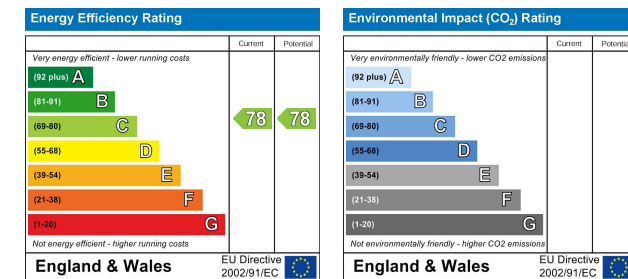 Energy Efficiency Rating
Current Potential
Very energy efficient - lower running costs
(92 plus) A
(81-91) B
(69-80) C
78 78
(55-68) D
(39-54) E
(21-38) F
(1-20) G
Not energy efficient - higher running costs
England & Wales
EU Directive
2002/91/EC
Environmental Impact (CO₂) Rating
Current Potentia
Very environmentally friendly - lower CO2 emissions
(92 plus) A
(81-91) B
(69-80) C
(55-68) D
(39-54) E
(21-38) F
(1-20) G
Not environmentally friendly - higher CO2 emissions
England & Wales
EU Directive
2002/91/EC